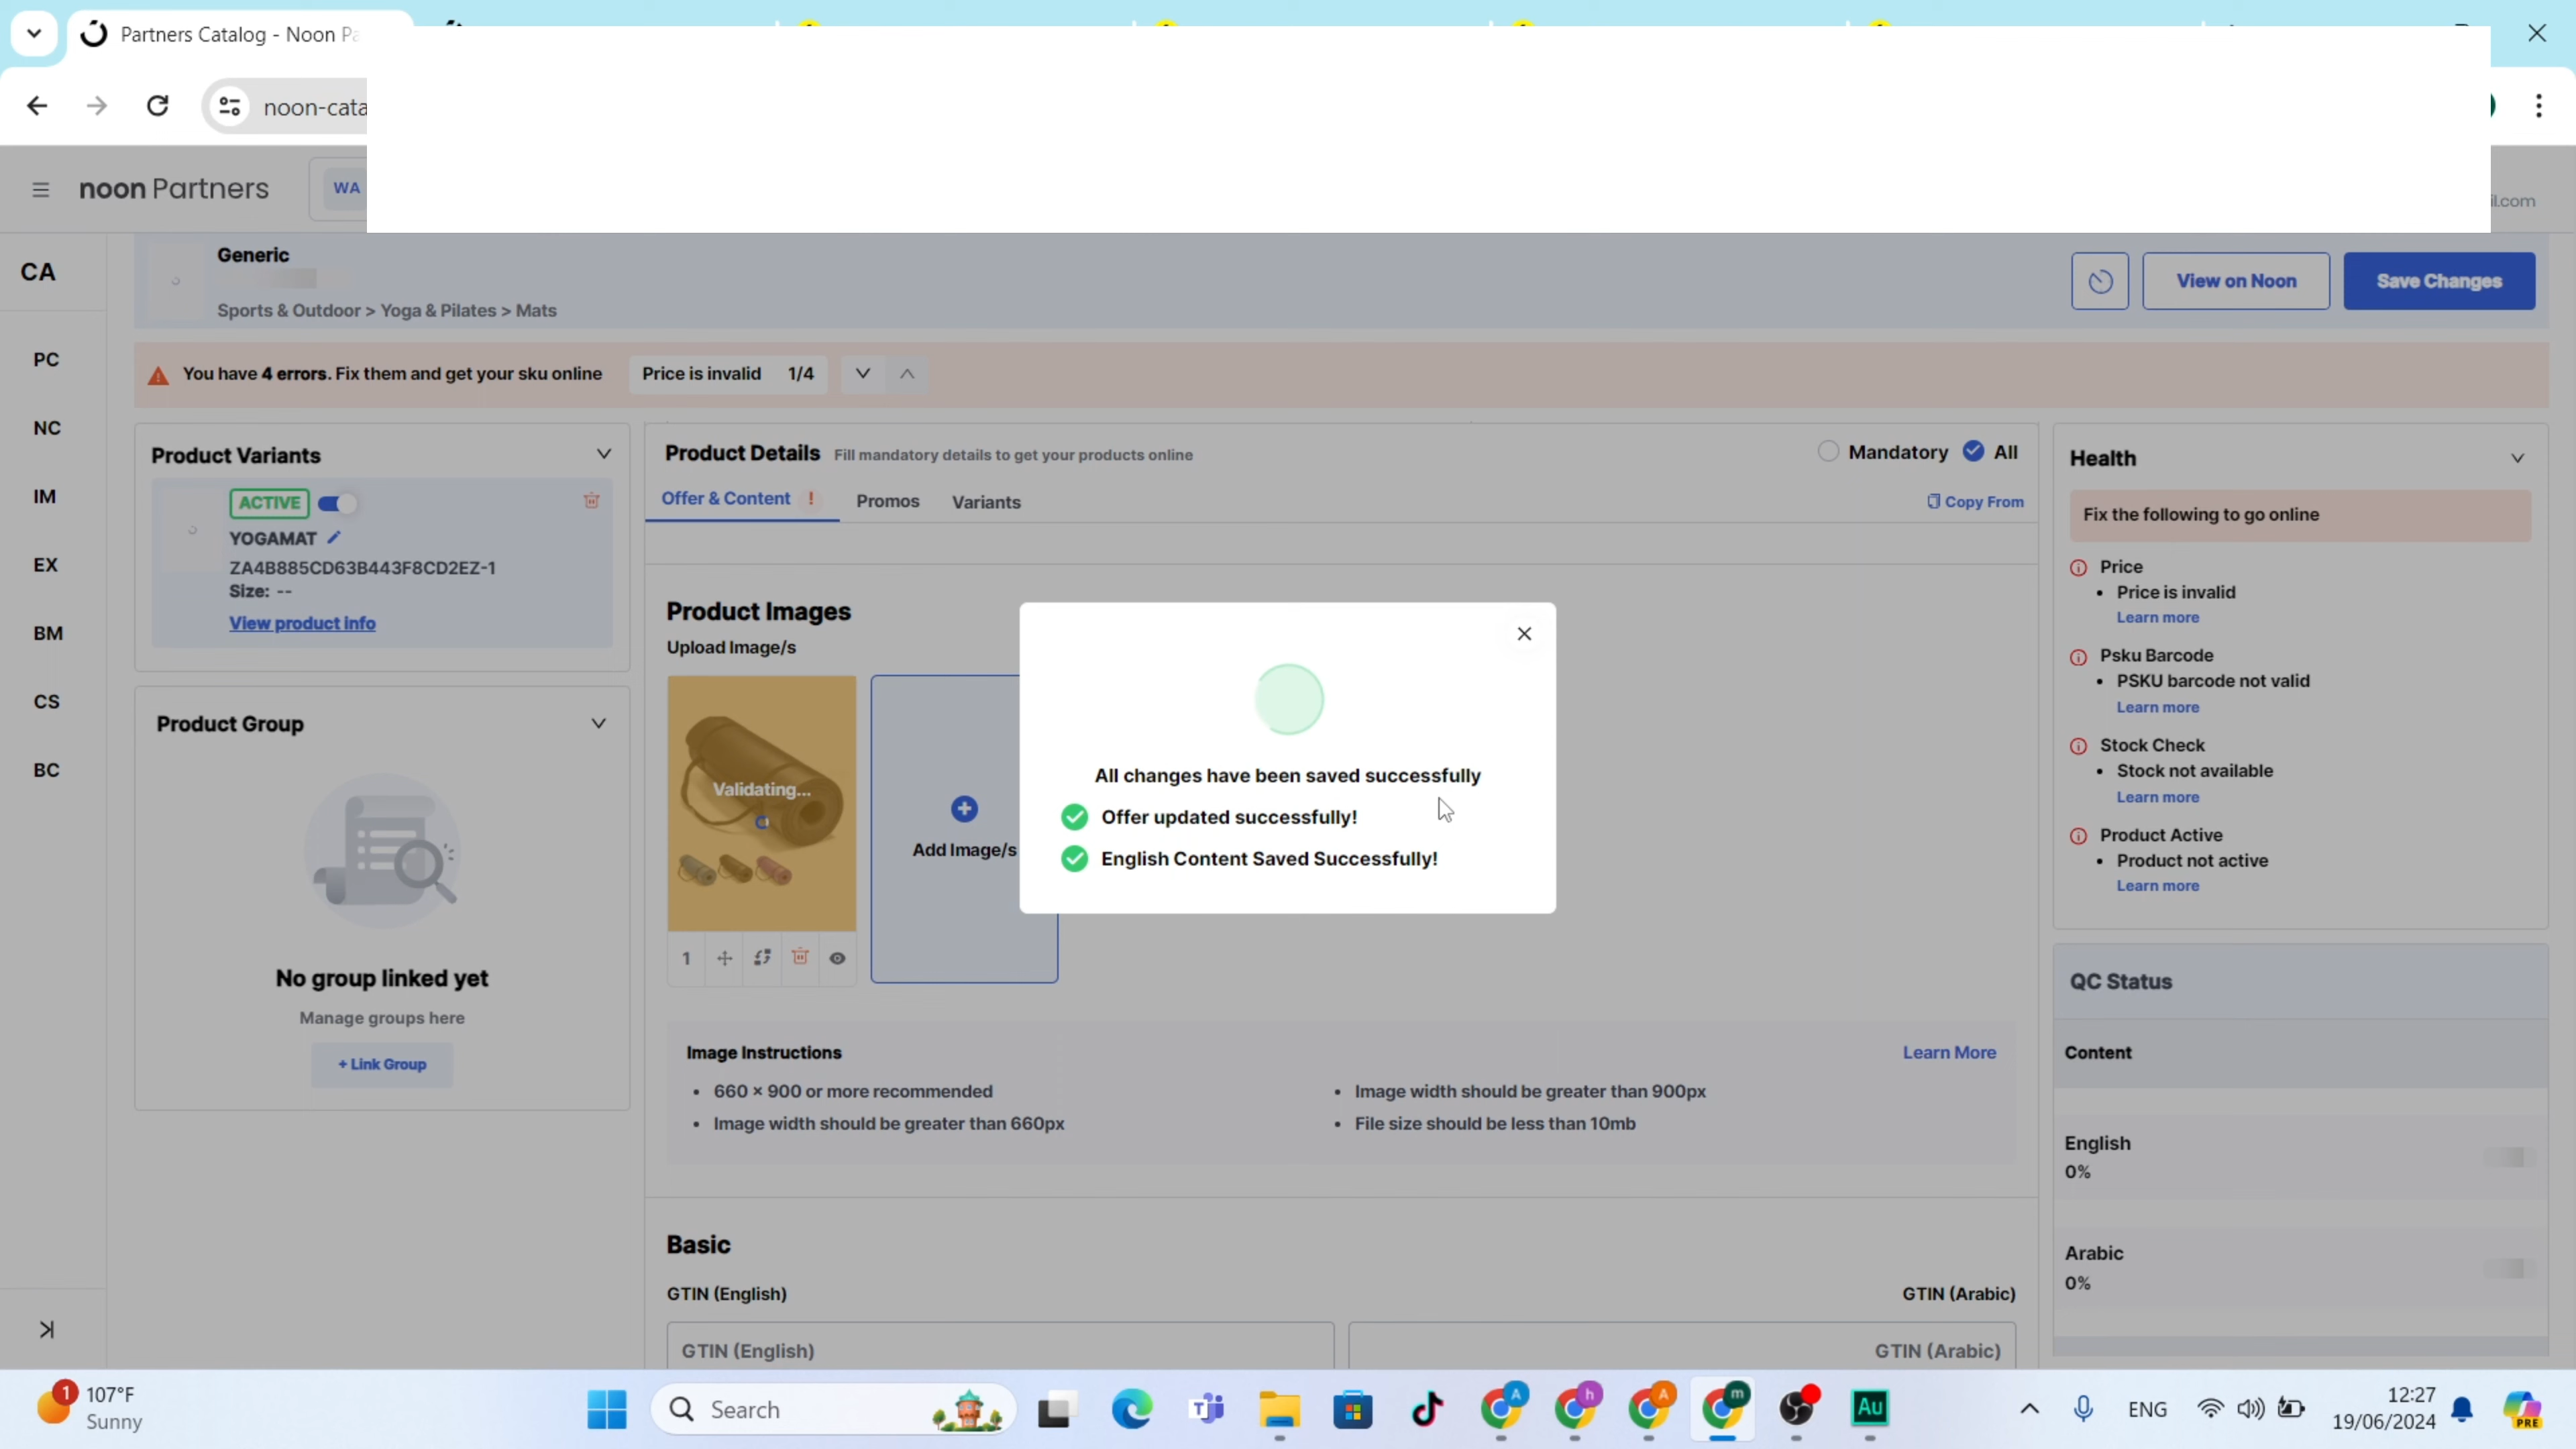 Partners Catalog - Noon Pa
noon-cata
noon Partners
WA
il.com
CA
PC
NC
IM
EX
BM
CS
BC
Generic
Sports & Outdoor > Yoga & Pilates > Mats
View on Noon
Save Changes
You have 4 errors. Fix them and get your sku online
Price is invalid 1/4
Product Variants
ACTIVE
YOGAMAT
ZA4B885CD63B443F8CD2EZ-1
Size: --
View product info
Product Group
No group linked yet
Manage groups here
+ Link Group
Product Details Fill mandatory details to get your products online
Mandatory All
Offer & Content ! Promos Variants
Copy From
Product Images
Upload Image/s
Validating...
Add Image/s
1
All changes have been saved successfully
Offer updated successfully!
English Content Saved Successfully!
Image Instructions
Learn More
• 660 × 900 or more recommended
• Image width should be greater than 900px
• Image width should be greater than 660px
• File size should be less than 10mb
Basic
GTIN (English)
GTIN (Arabic)
GTIN (English)
GTIN (Arabic)
Health
Fix the following to go online
Price
• Price is invalid
Learn more
Psku Barcode
• PSKU barcode not valid
Learn more
Stock Check
• Stock not available
Learn more
Product Active
• Product not active
Learn more
QC Status
Content
English
0%
Arabic
0%
1
107°F
Sunny
Search
A
h
A
m
Au
ENG
12:27
19/06/2024
PRE